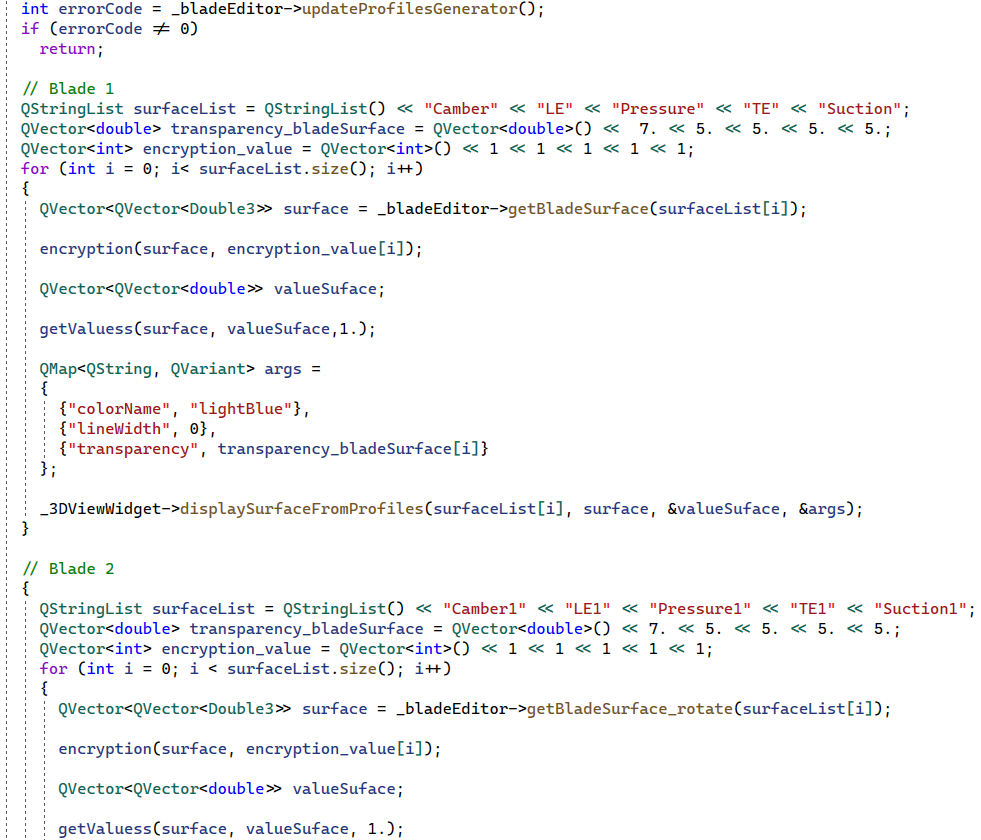 int errorCode = _bladeEditor->updateProfilesGenerator();
if (errorCode != 0)
return;
// Blade 1
QStringList surfaceList = QStringList() << "Camber" << "LE" << "Pressure" << "TE" << "Suction";
QVector<double> transparency_bladeSurface = QVector<double>() <<  7. << 5. << 5. << 5. << 5.;
QVector<int> encryption_value = QVector<int>() << 1 << 1 << 1 << 1 << 1;
for (int i = 0; i< surfaceList.size(); i++)
{
QVector<QVector<Double3>> surface = _bladeEditor->getBladeSurface(surfaceList[i]);
encryption(surface, encryption_value[i]);
QVector<QVector<double>> valueSuface;
getValuess(surface, valueSuface,1.);
QMap<QString, QVariant> args =
{
{"colorName", "lightBlue"},
{"lineWidth", 0},
{"transparency", transparency_bladeSurface[i]}
};
_3DViewWidget->displaySurfaceFromProfiles(surfaceList[i], surface, &valueSuface, &args);
}
// Blade 2
{
QStringList surfaceList = QStringList() << "Camber1" << "LE1" << "Pressure1" << "TE1" << "Suction1";
QVector<double> transparency_bladeSurface = QVector<double>() << 7. << 5. << 5. << 5. << 5.;
QVector<int> encryption_value = QVector<int>() << 1 << 1 << 1 << 1 << 1;
for (int i = 0; i < surfaceList.size(); i++)
{
QVector<QVector<Double3>> surface = _bladeEditor->getBladeSurface_rotate(surfaceList[i]);
encryption(surface, encryption_value[i]);
QVector<QVector<double>> valueSuface;
getValuess(surface, valueSuface, 1.);